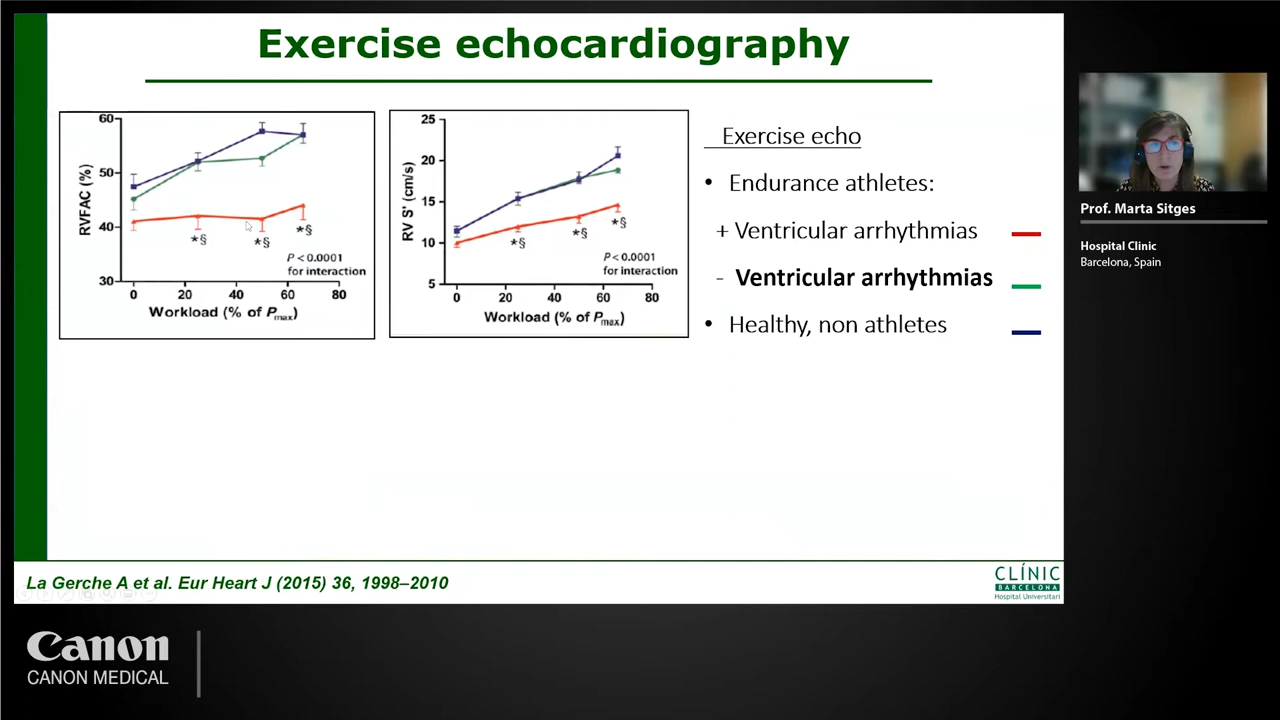 Exercise echocardiography
60
50
40
30
RVFAC (%)
*§
*§
*§
P < 0.0001
for interaction
0 20 40 60 80
Workload (% of Pmax)
25
20
15
10
5
RV S' (cm/s)
*§
*§
*§
P < 0.0001
for interaction
0 20 40 60 80
Workload (% of Pmax)
Exercise echo
• Endurance athletes:
+ Ventricular arrhythmias
- Ventricular arrhythmias
• Healthy, non athletes
La Gerche A et al. Eur Heart J (2015) 36, 1998–2010
CLÍNIC
BARCELONA
Hospital Universitari
Prof. Marta Sitges
Hospital Clinic
Barcelona, Spain
Canon
CANON MEDICAL